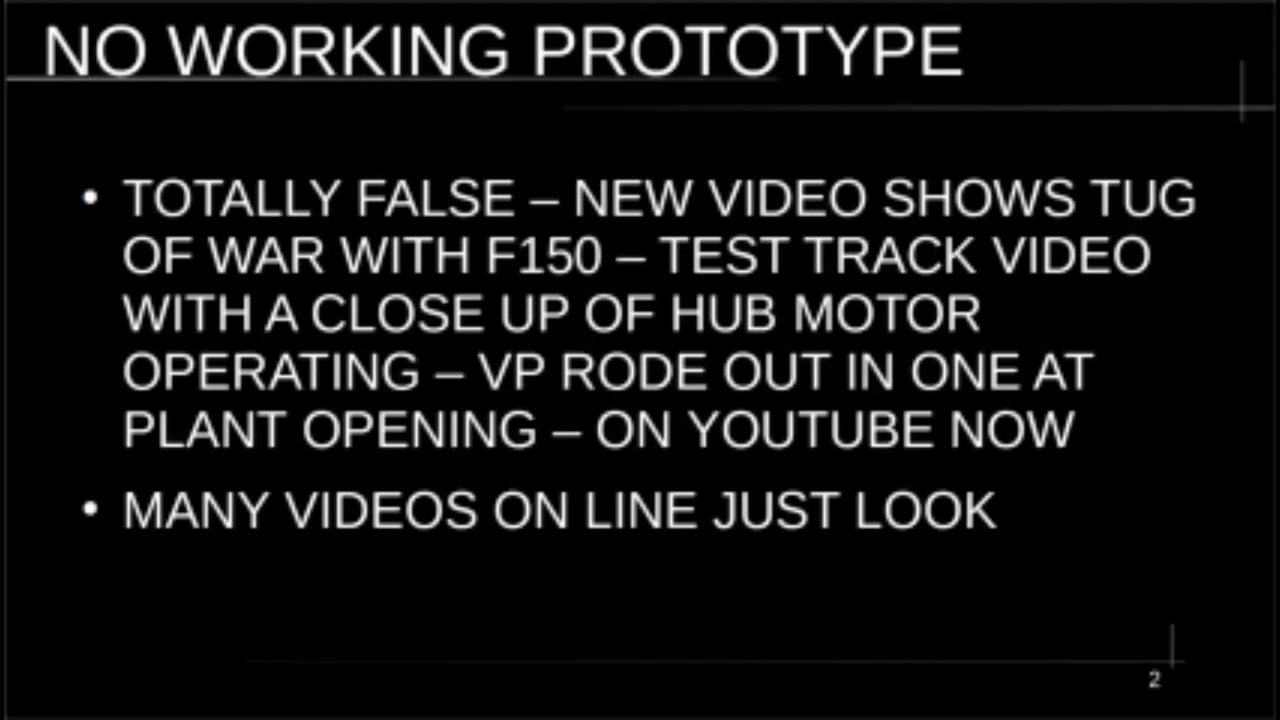 NO WORKING PROTOTYPE
• TOTALLY FALSE – NEW VIDEO SHOWS TUG
OF WAR WITH F150 – TEST TRACK VIDEO
WITH A CLOSE UP OF HUB MOTOR
OPERATING – VP RODE OUT IN ONE AT
PLANT OPENING – ON YOUTUBE NOW
• MANY VIDEOS ON LINE JUST LOOK
2